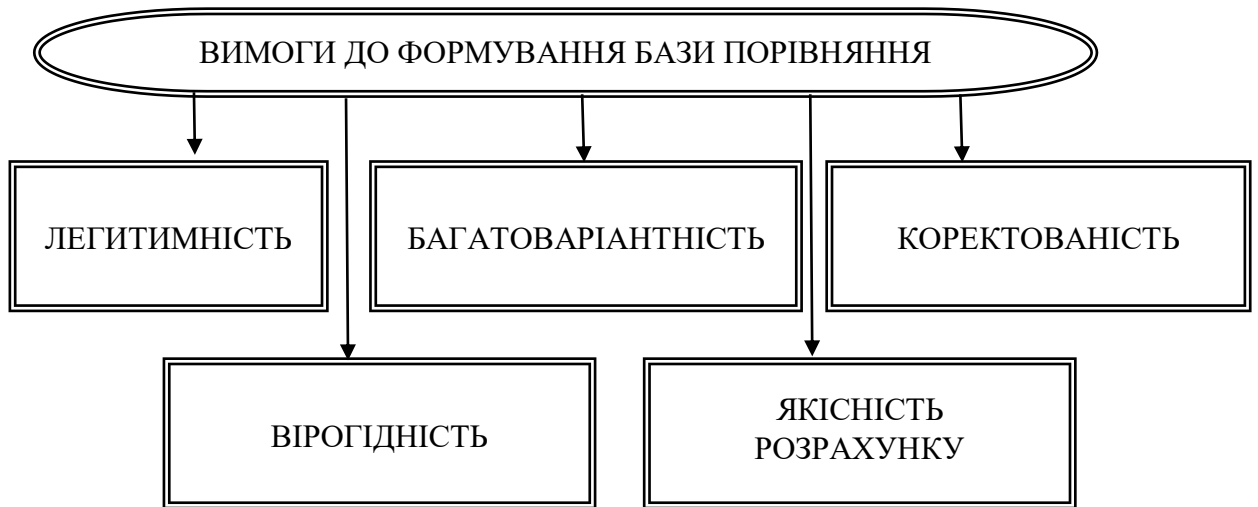 ВИМОГИ ДО ФОРМУВАННЯ БАЗИ ПОРІВНЯННЯ
ЛЕГИТИМНІСТЬ
БАГАТОВАРІАНТНІСТЬ
КОРЕКТОВАНІСТЬ
ВІРОГІДНІСТЬ
ЯКІСНІСТЬ
РОЗРАХУНКУ